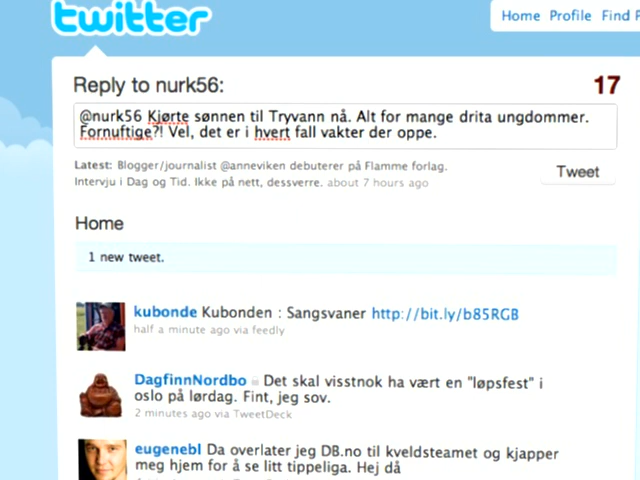 twitter
Home Profile Find
Reply to nurk56:
17
@nurk56 Kjørte sønnen til Tryvann nå. Alt for mange drita ungdommer.
Fornuftige?! Vel, det er i hvert fall vakter der oppe.
Latest: Blogger/journalist @anneviken debuterer på Flamme forlag.
Intervju i Dag og Tid. Ikke på nett, dessverre. about 7 hours ago
Tweet
Home
1 new tweet.
kubonde Kubonden : Sangsvaner http://bit.ly/b85RGB
half a minute ago via feedly
DagfinnNordbo Det skal visstnok ha vært en "løpsfest" i
oslo på lørdag. Fint, jeg sov.
2 minutes ago via TweetDeck
eugenebl Da overlater jeg DB.no til kveldsteamet og kjapper
meg hjem for å se litt tippeliga. Hej då